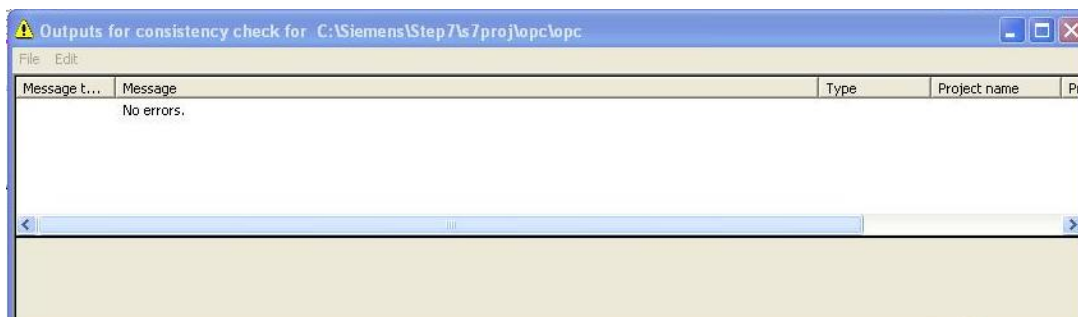 Outputs for consistency check for C:\Siemens\Step7\s7proj\opc\opc
File Edit
Message t... Message Type Project name
No errors.